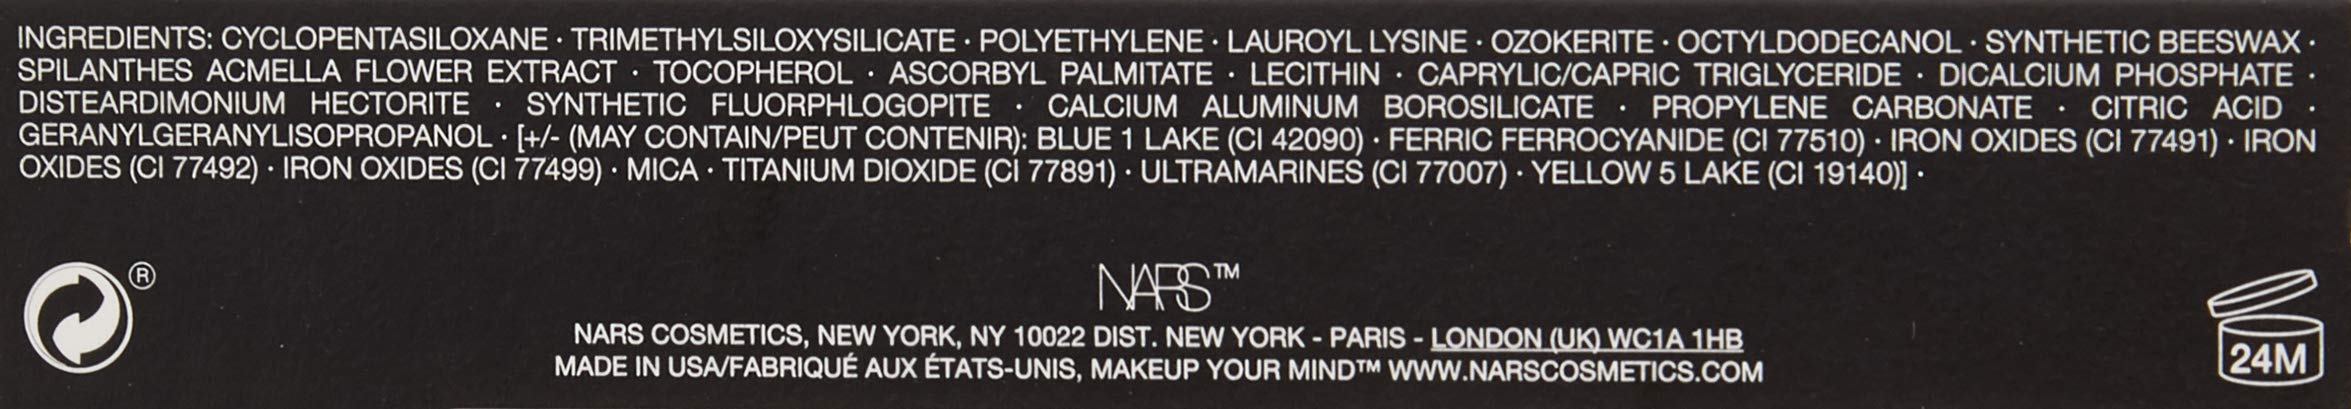 INGREDIENTS: CYCLOPENTASILOXANE · TRIMETHYLSILOXYSILICATE · POLYETHYLENE · LAUROYL LYSINE · OZOKERITE · OCTYLDODECANOL · SYNTHETIC BEESWAX ·
SPILANTHES ACMELLA FLOWER EXTRACT · TOCOPHEROL · ASCORBYL PALMITATE · LECITHIN · CAPRYLIC/CAPRIC TRIGLYCERIDE · DICALCIUM PHOSPHATE ·
DISTEARDIMONIUM HECTORITE · SYNTHETIC FLUORPHLOGOPITE · CALCIUM ALUMINUM BOROSILICATE · PROPYLENE CARBONATE · CITRIC ACID ·
GERANYLGERANYLISOPROPANOL · [+/- (MAY CONTAIN/PEUT CONTENIR): BLUE 1 LAKE (CI 42090) · FERRIC FERROCYANIDE (CI 77510) · IRON OXIDES (CI 77491) · IRON
OXIDES (CI 77492) · IRON OXIDES (CI 77499) · MICA · TITANIUM DIOXIDE (CI 77891) · ULTRAMARINES (CI 77007) · YELLOW 5 LAKE (CI 19140)] ·
®
NARS™
NARS COSMETICS, NEW YORK, NY 10022 DIST. NEW YORK - PARIS - LONDON (UK) WC1A 1HB
MADE IN USA/FABRIQUÉ AUX ÉTATS-UNIS, MAKEUP YOUR MIND™ WWW.NARSCOSMETICS.COM
24M